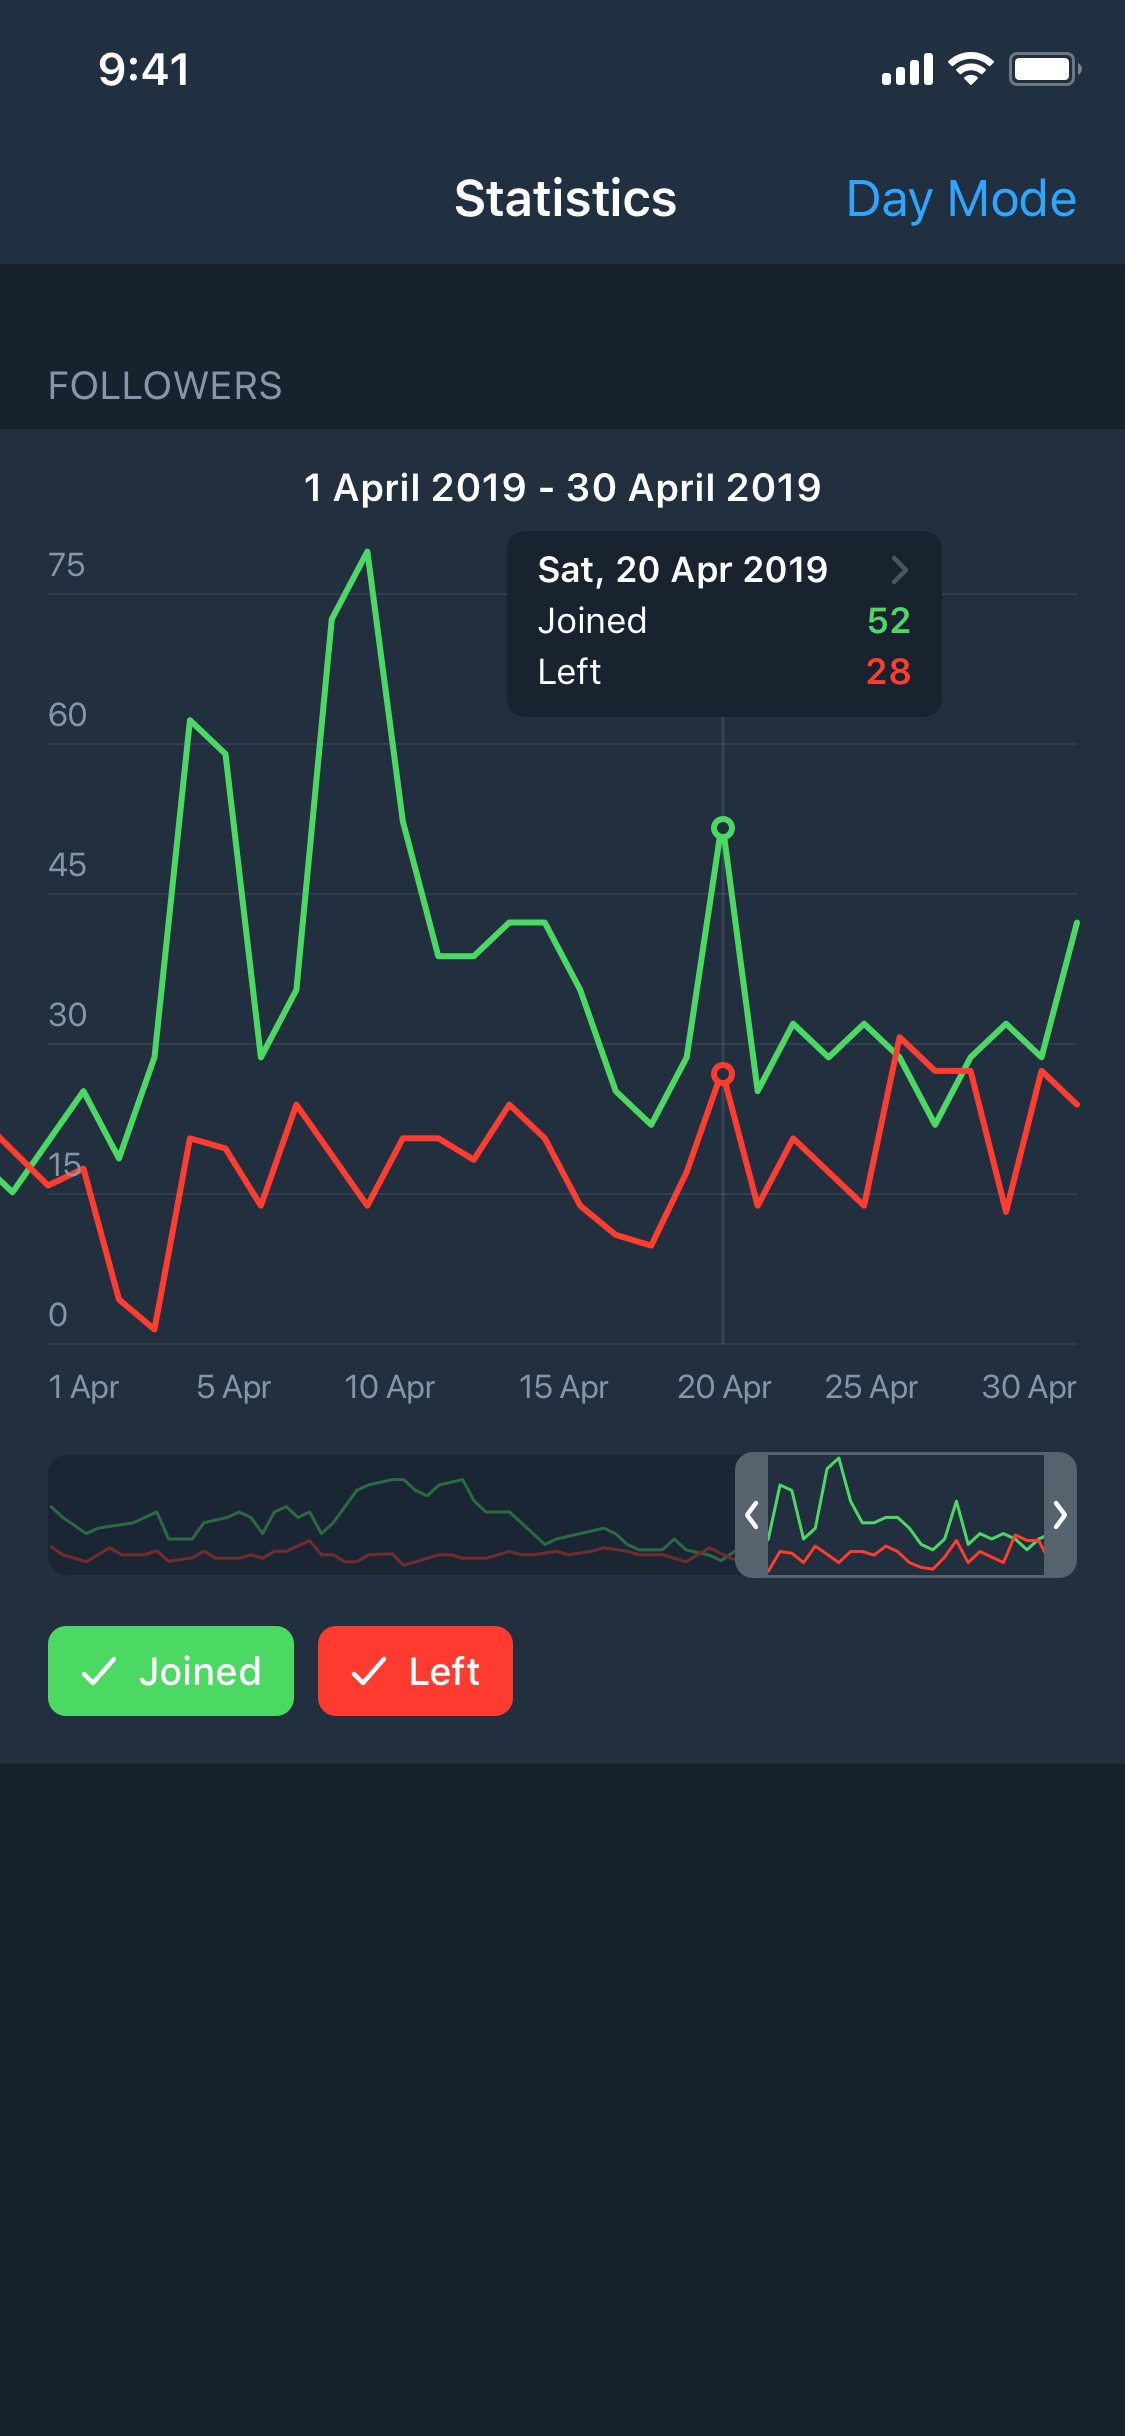 9:41
Statistics
Day Mode
FOLLOWERS
1 April 2019 - 30 April 2019
Sat, 20 Apr 2019
Joined 52
Left 28
75
60
45
30
15
0
1 Apr 5 Apr 10 Apr 15 Apr 20 Apr 25 Apr 30 Apr
Joined Left